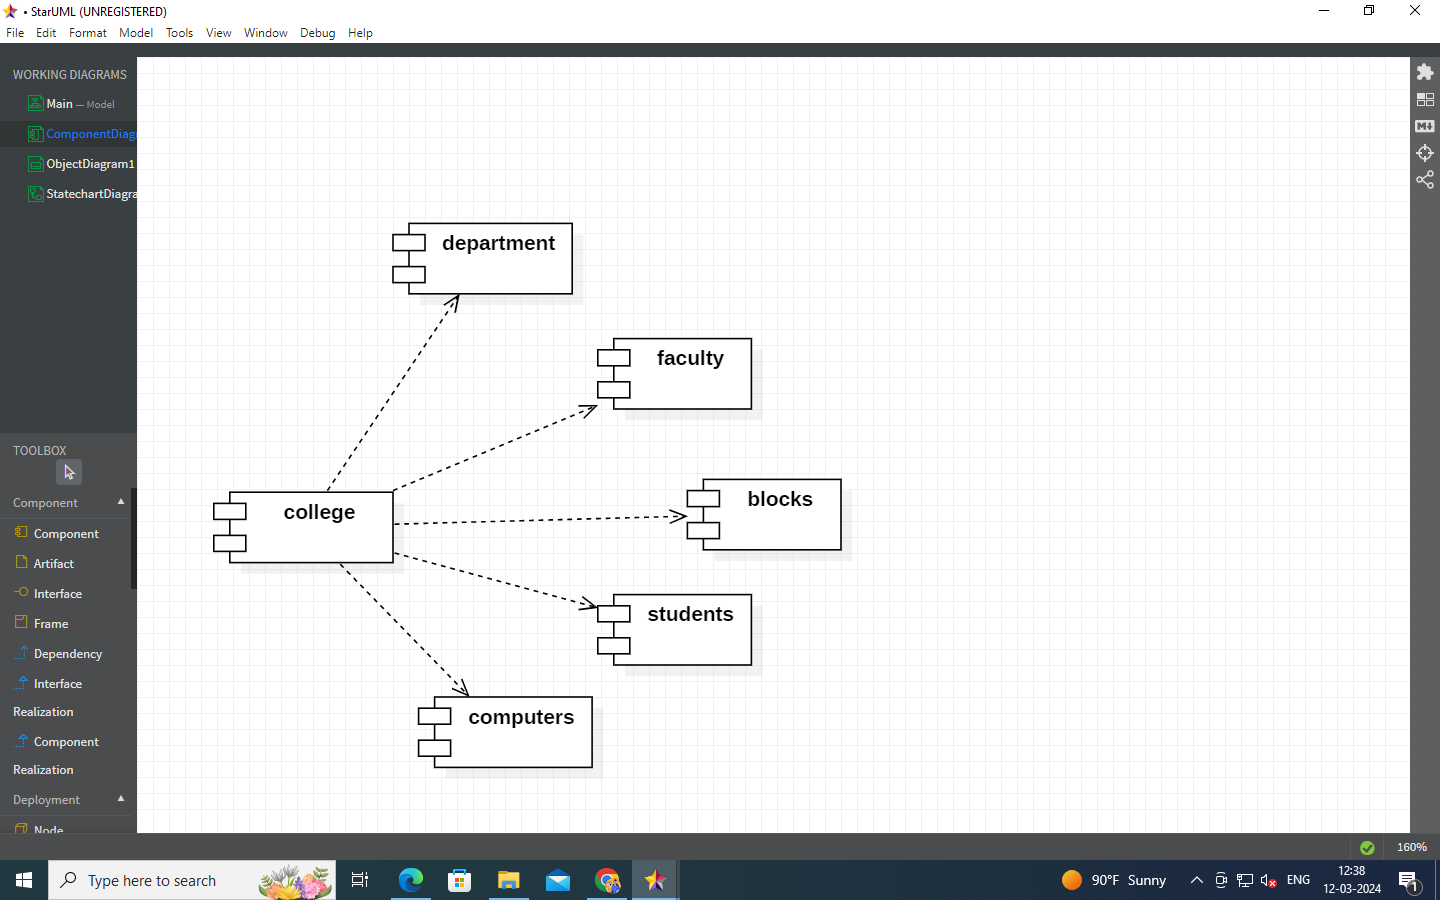 • StarUML (UNREGISTERED)
File Edit Format Model Tools View Window Debug Help
WORKING DIAGRAMS
Main — Model
ComponentDiagr
ObjectDiagram1
StatechartDiagra
TOOLBOX
Component
Component
Artifact
Interface
Frame
Dependency
Interface
Realization
Component
Realization
Deployment
Node
department
faculty
college
blocks
students
computers
M
160%
Type here to search
90°F Sunny
ENG
12:38
12-03-2024
1